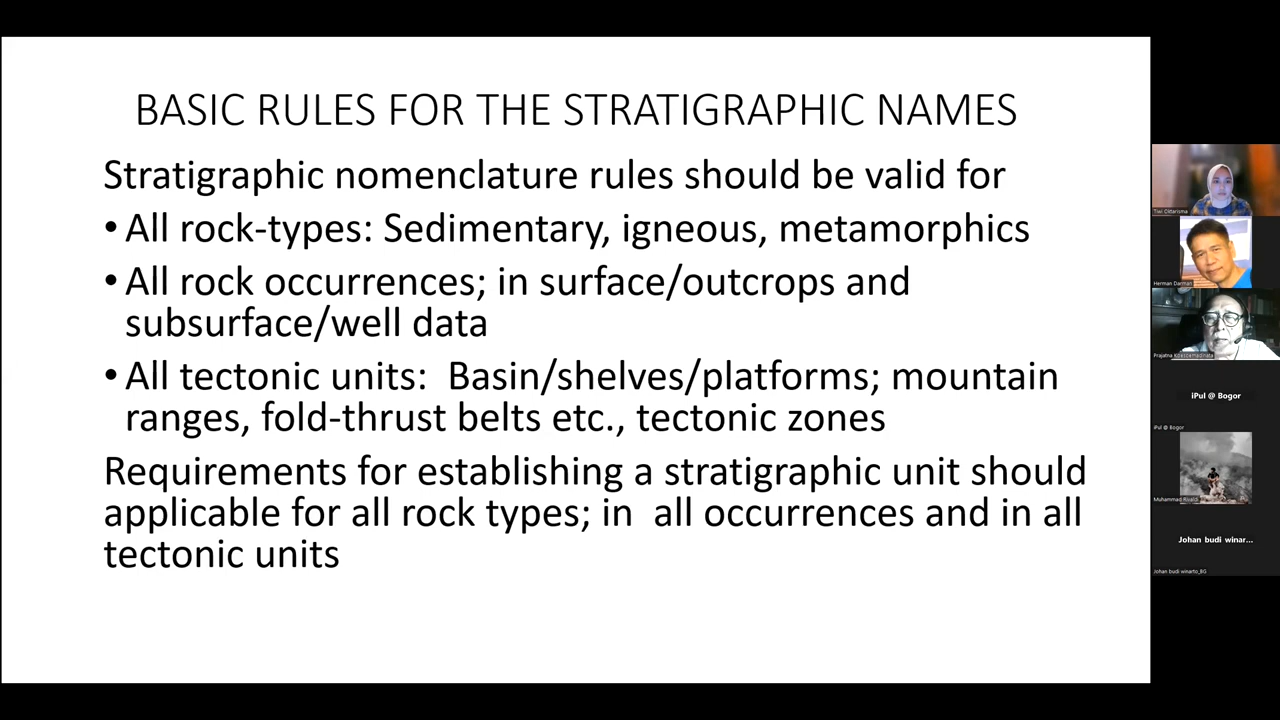 BASIC RULES FOR THE STRATIGRAPHIC NAMES
Stratigraphic nomenclature rules should be valid for
•All rock-types: Sedimentary, igneous, metamorphics
•All rock occurrences; in surface/outcrops and
subsurface/well data
•All tectonic units:  Basin/shelves/platforms; mountain
ranges, fold-thrust belts etc., tectonic zones
Requirements for establishing a stratigraphic unit should
applicable for all rock types; in  all occurrences and in all
tectonic units
Tiwi Oktarisma
Herman Darman
Prajatna Koesoemadinata
iPul @ Bogor
iPul @ Bogor
Muhammad Rivaldi
Johan budi winar...
Johan budi winarto_BG